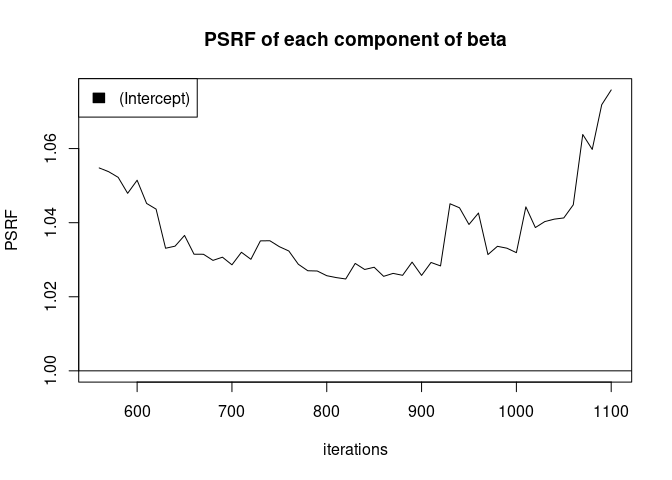 PSRF of each component of beta
(Intercept)
PSRF
1.06
1.04
1.02
1.00
600 700 800 900 1000 1100
iterations